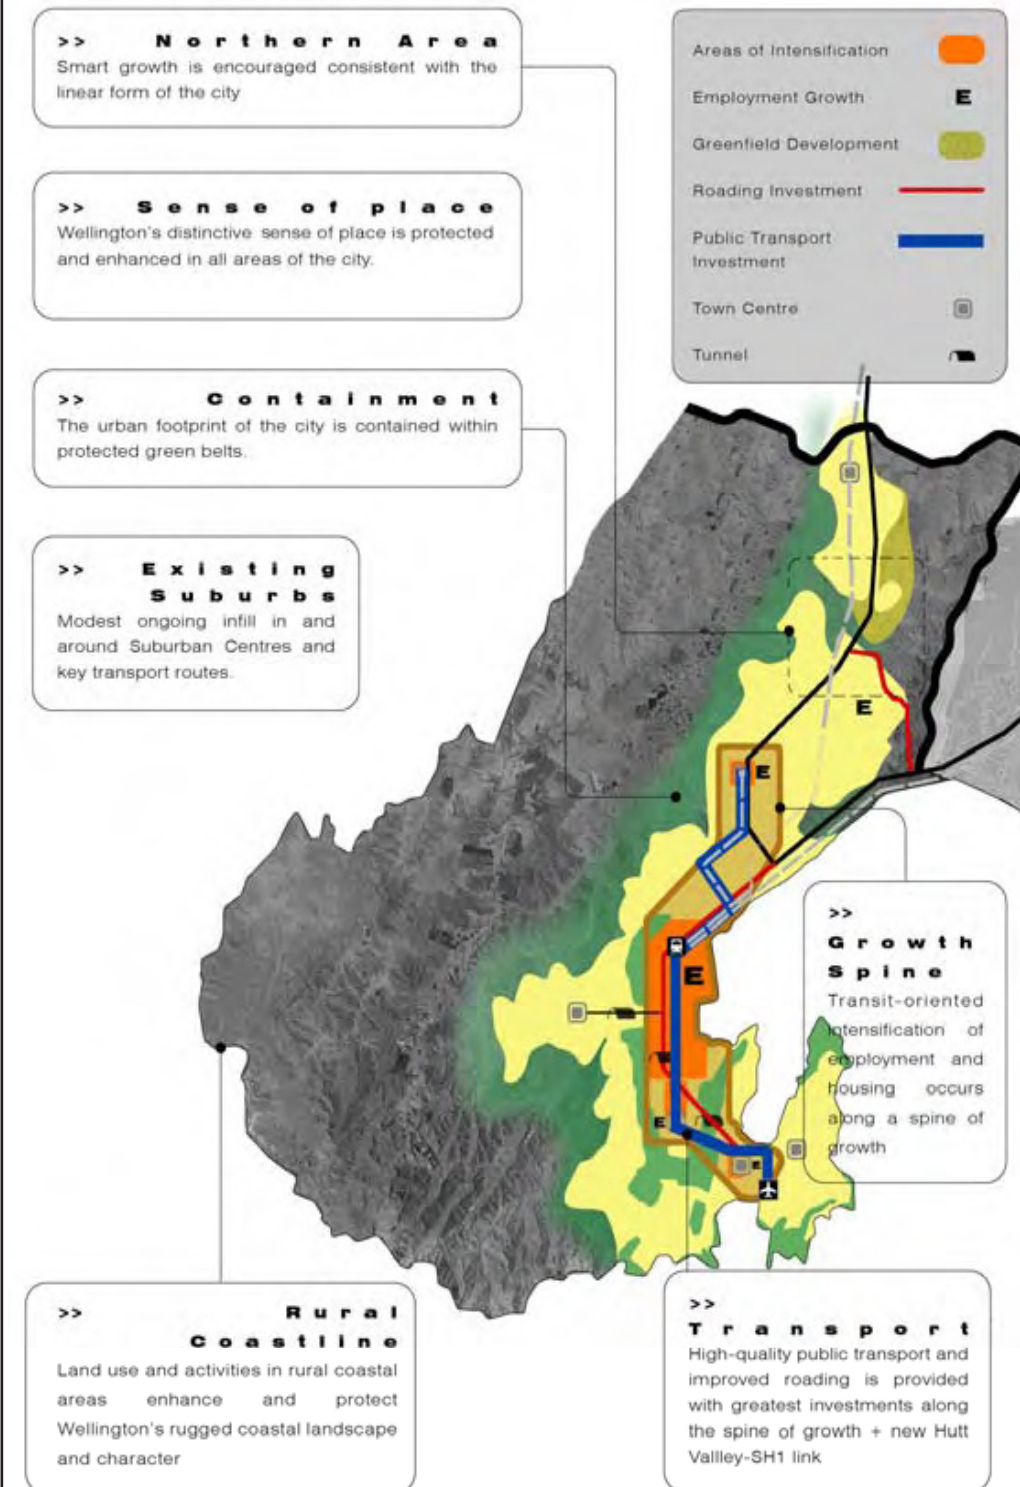 >> Northern Area
Smart growth is encouraged consistent with the
linear form of the city
>> Sense of place
Wellington's distinctive sense of place is protected
and enhanced in all areas of the city.
>> Containment
The urban footprint of the city is contained within
protected green belts.
>> Existing
Suburbs
Modest ongoing infill in and
around Suburban Centres and
key transport routes.
Areas of Intensification
Employment Growth E
Greenfield Development
Roading Investment
Public Transport
Investment
Town Centre
Tunnel
E
E
E
E
E
>>
Growth
Spine
Transit-oriented
intensification of
employment and
housing occurs
along a spine of
growth
>> Rural
Coastline
Land use and activities in rural coastal
areas enhance and protect
Wellington's rugged coastal landscape
and character
>>
Transport
High-quality public transport and
improved roading is provided
with greatest investments along
the spine of growth + new Hutt
Vallley-SH1 link